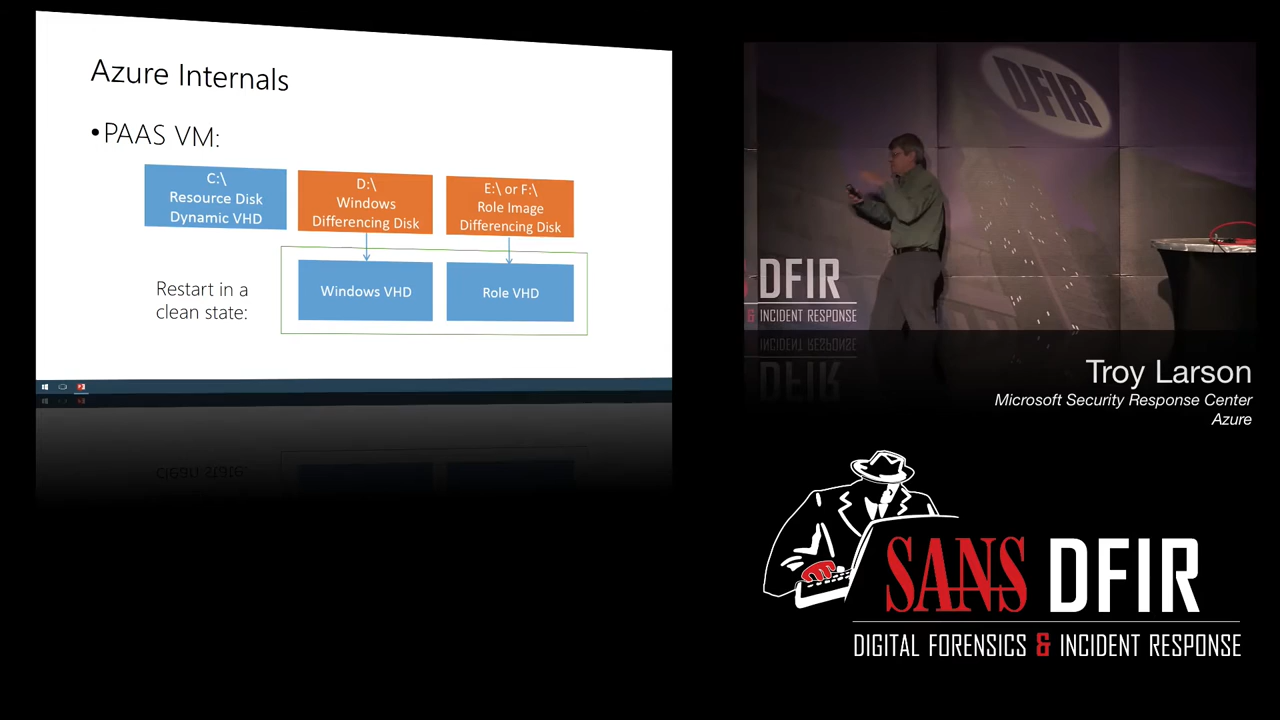 Azure Internals
•PAAS VM:
C:\
Resource Disk
Dynamic VHD
D:\
Windows
Differencing Disk
E:\ or F:\
Role Image
Differencing Disk
Restart in a
clean state:
Windows VHD
Role VHD
DFIR
DFIR
& INCIDENT RESPONSE
Troy Larson
Microsoft Security Response Center
Azure
SANS DFIR
DIGITAL FORENSICS & INCIDENT RESPONSE